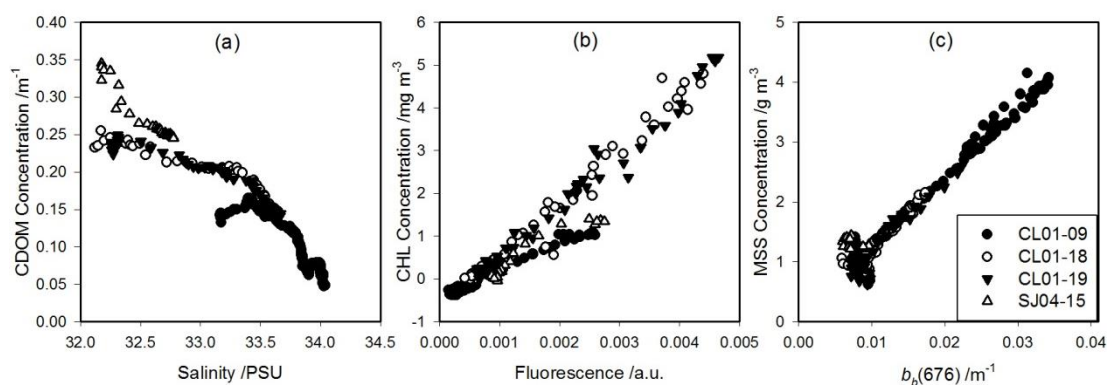 (a)
CDOM Concentration /m-1
0.40
0.35
0.30
0.25
0.20
0.15
0.10
0.05
0.00
32.0 32.5 33.0 33.5 34.0 34.5
Salinity /PSU
(b)
CHL Concentration /mg m-3
6
5
4
3
2
1
0
-1
0.000 0.001 0.002 0.003 0.004 0.005
Fluorescence /a.u.
(c)
MSS Concentration /g m-3
5
4
3
2
1
0
0.00 0.01 0.02 0.03 0.04
bb(676) /m-1
CL01-09
CL01-18
CL01-19
SJ04-15